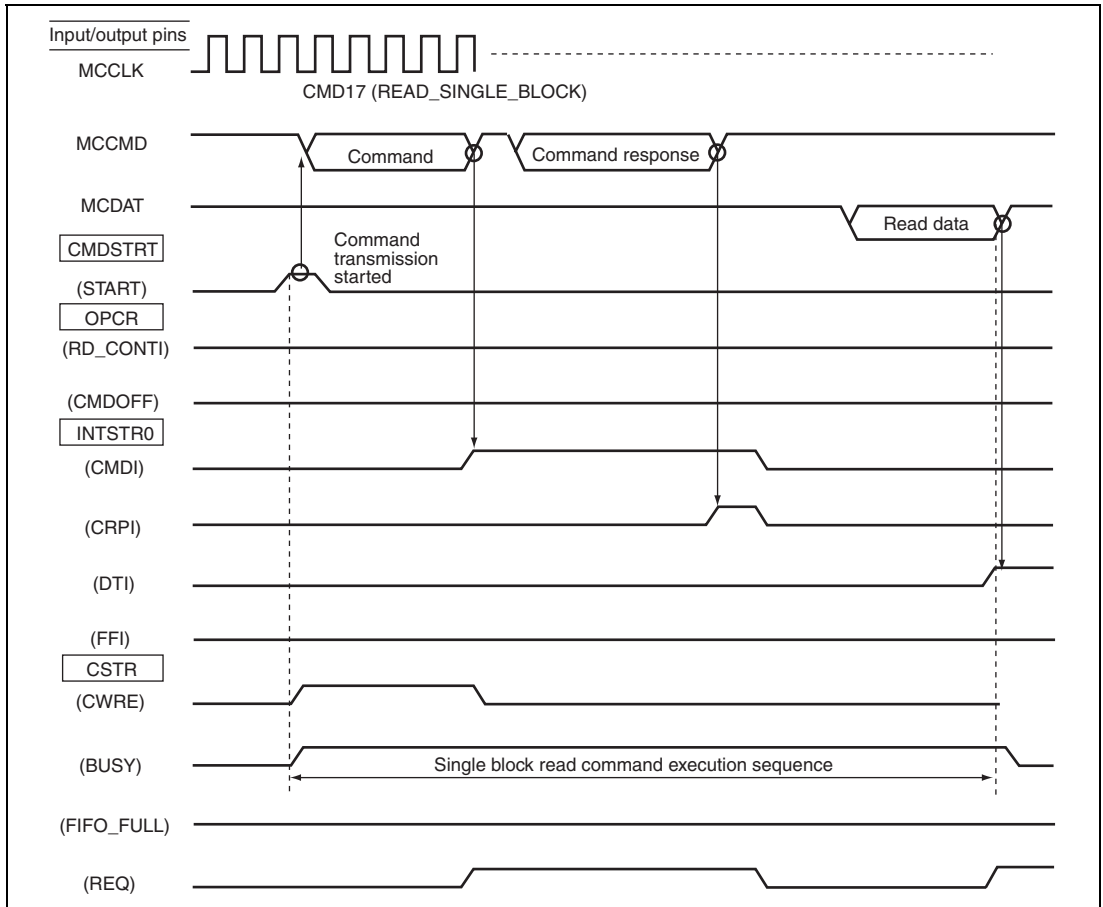 Input/output pins
MCCLK
CMD17 (READ_SINGLE_BLOCK)
MCCMD
Command
Command response
MCDAT
Read data
CMDSTRT
Command
transmission
started
(START)
OPCR
(RD_CONTI)
(CMDOFF)
INTSTR0
(CMDI)
(CRPI)
(DTI)
(FFI)
CSTR
(CWRE)
(BUSY)
Single block read command execution sequence
(FIFO_FULL)
(REQ)